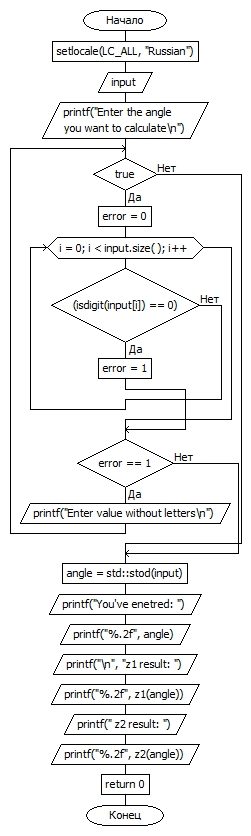 Начало
setlocale(LC_ALL, "Russian")
input
printf("Enter the angle
you want to calculate\n")
true
Нет
Да
error = 0
i = 0; i < input.size( ); i++
(isdigit(input[i]) == 0)
Нет
Да
error = 1
error == 1
Нет
Да
printf("Enter value without letters\n")
angle = std::stod(input)
printf("You've enetred: ")
printf("%.2f", angle)
printf("\n", "z1 result: ")
printf("%.2f", z1(angle))
printf(" z2 result: ")
printf("%.2f", z2(angle))
return 0
Конец